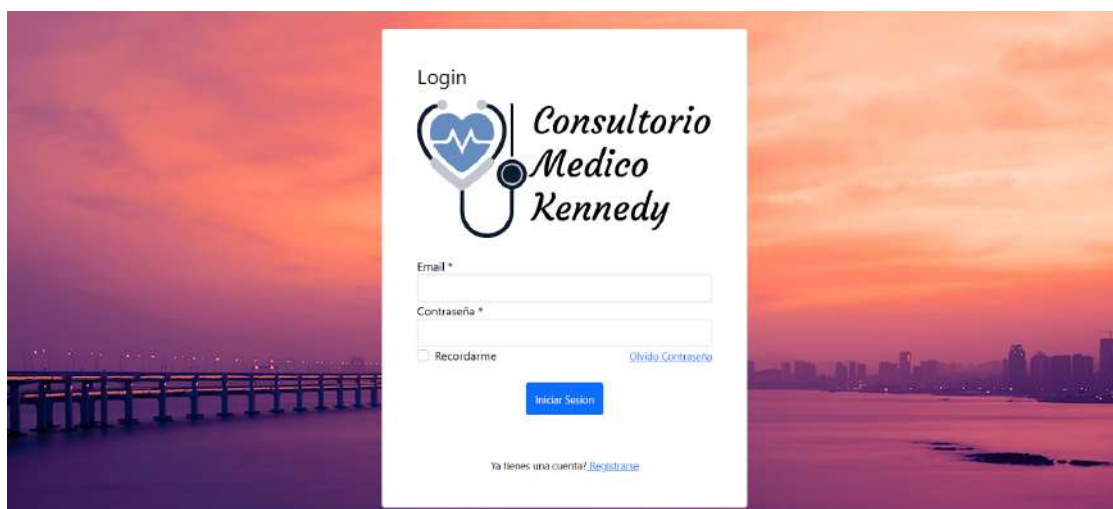 Login
Consultorio
Medico
Kennedy
Email *
Contraseña *
Recordarme Olvido Contraseña
Iniciar Sesion
Ya tienes una cuenta? Registrarse